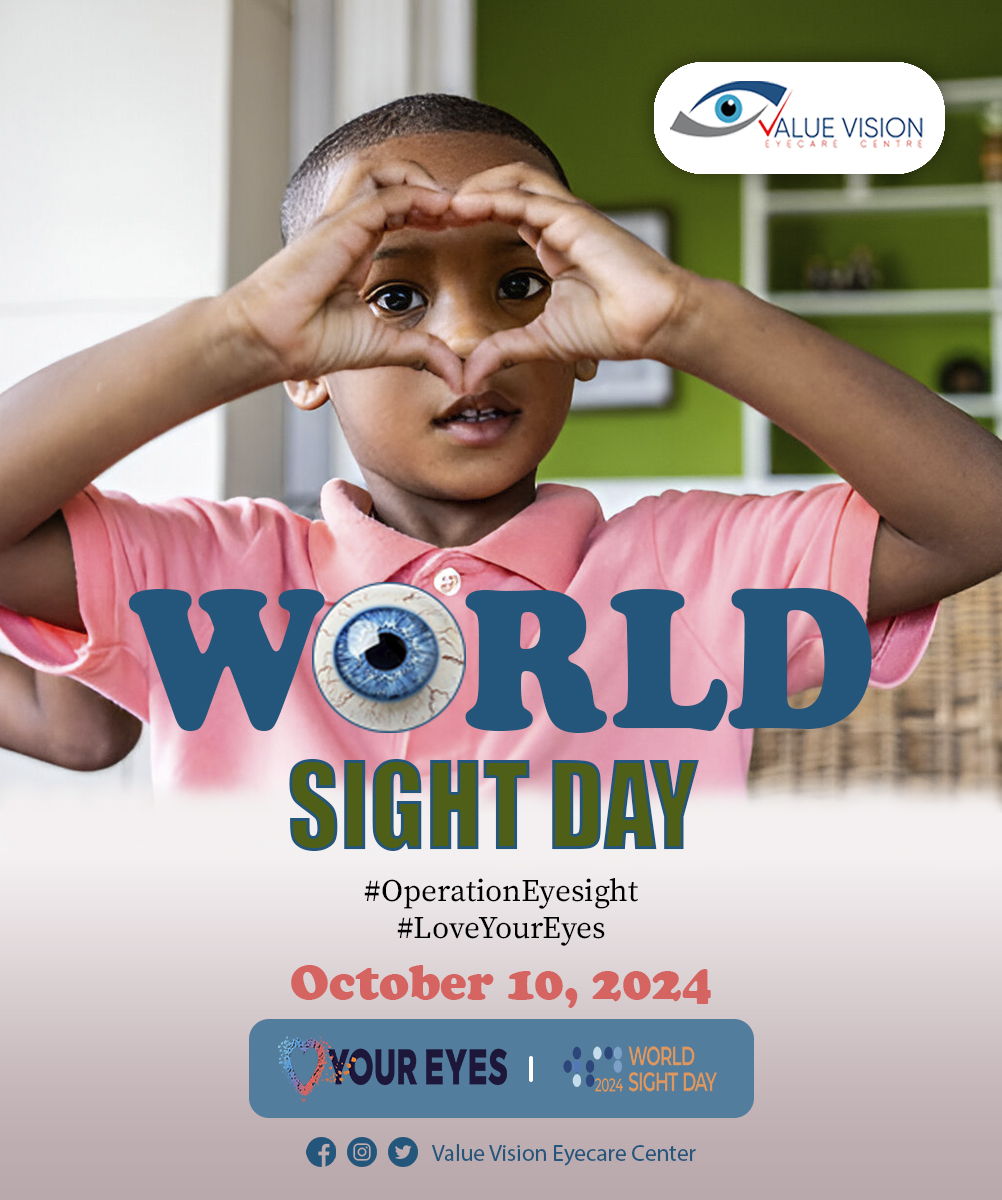 VALUE VISION
EYECARE CENTRE
WORLD
SIGHT DAY
#OperationEyesight
#LoveYourEyes
October 10, 2024
YOUR EYES
WORLD
2024 SIGHT DAY
Value Vision Eyecare Center